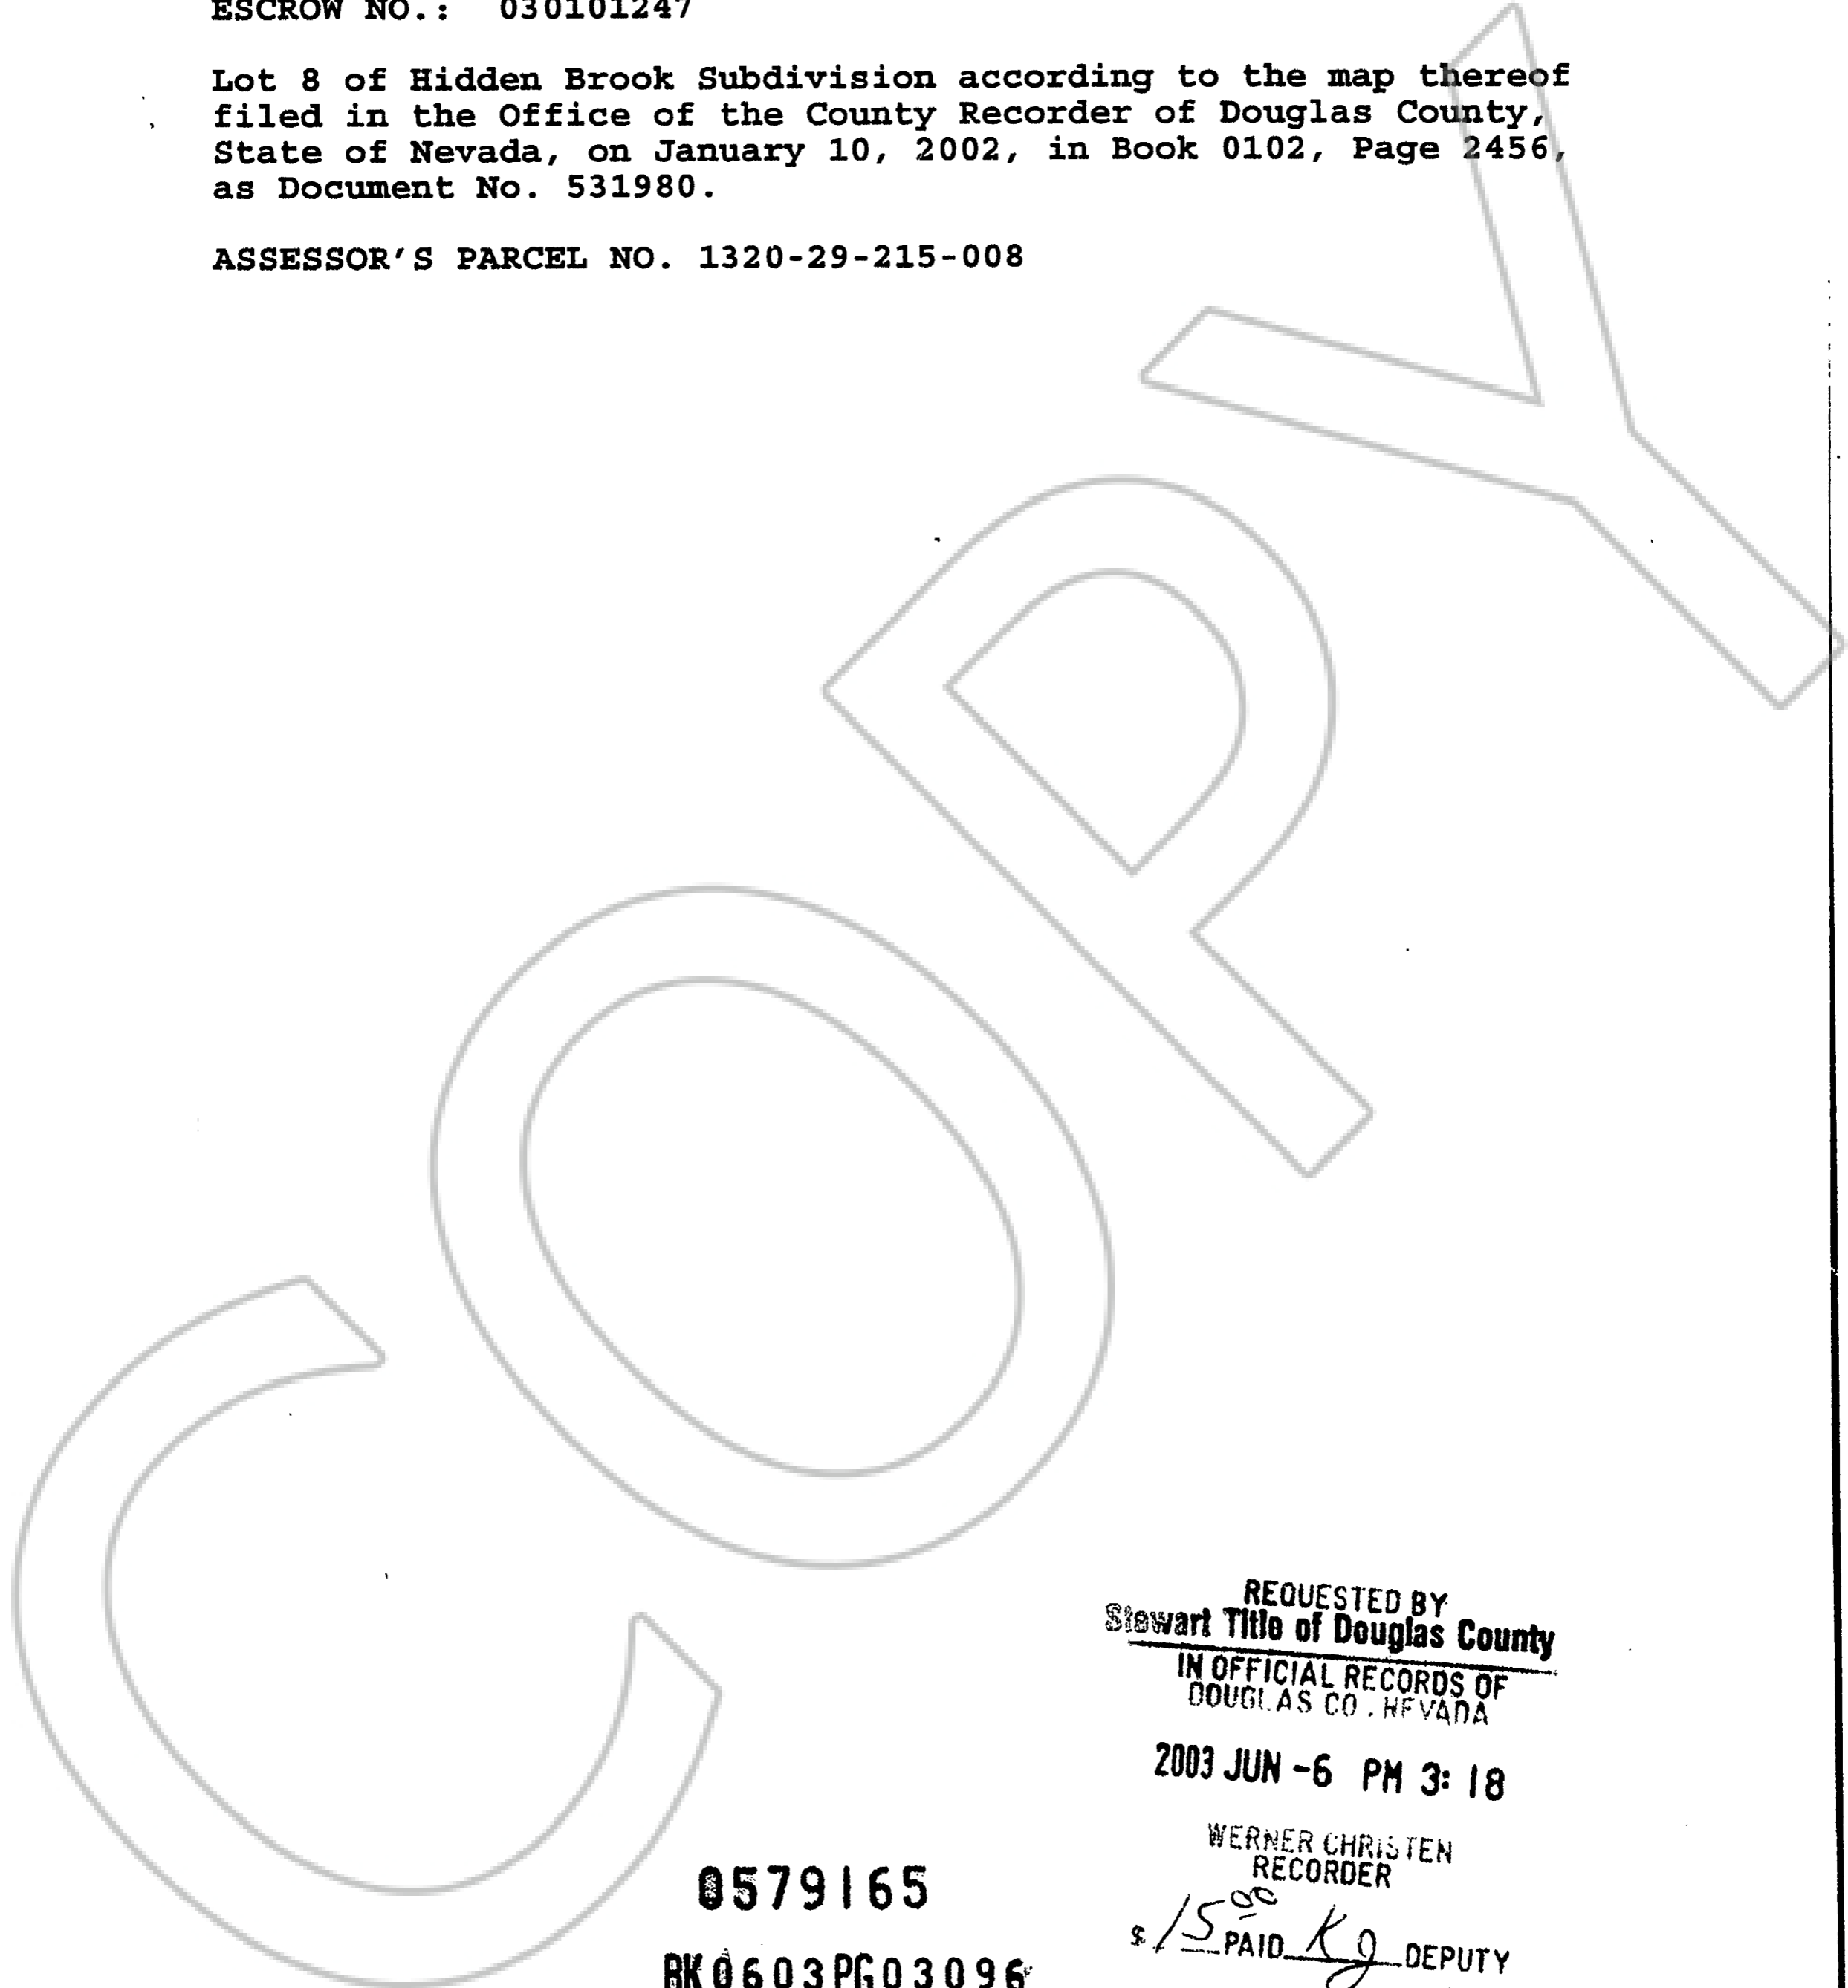 ESCROW NO.: 030101247
Lot 8 of Hidden Brook Subdivision according to the map thereof
filed in the Office of the County Recorder of Douglas County,
State of Nevada, on January 10, 2002, in Book 0102, Page 2456,
as Document No. 531980.
ASSESSOR'S PARCEL NO. 1320-29-215-008
COPY
REQUESTED BY
Stewart Title of Douglas County
IN OFFICIAL RECORDS OF
DOUGLAS CO. NEVADA
2003 JUN -6 PM 3:18
WERNER CHRISTEN
RECORDER
$ 15 00 PAID Kg DEPUTY
0579165
BK0603PG03096